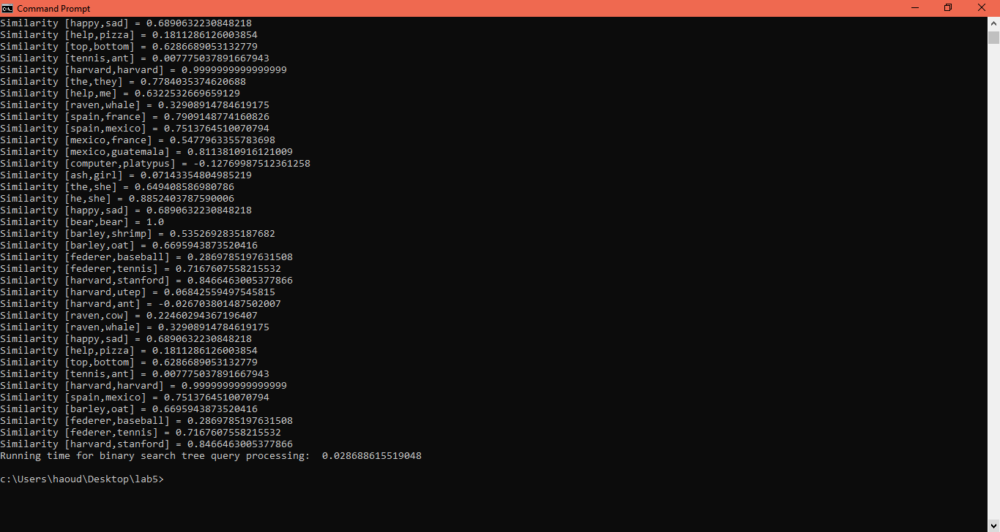 Command Prompt
Similarity [happy,sad] = 0.6890632230848218
Similarity [help,pizza] = 0.1811286126003854
Similarity [top,bottom] = 0.6286689053132779
Similarity [tennis,ant] = 0.007775037891667943
Similarity [harvard,harvard] = 0.9999999999999999
Similarity [the,they] = 0.7784035374620688
Similarity [help,me] = 0.6322532669659129
Similarity [raven,whale] = 0.32908914784619175
Similarity [spain,france] = 0.7909148774160826
Similarity [spain,mexico] = 0.7513764510070794
Similarity [mexico,france] = 0.5477963355783698
Similarity [mexico,guatemala] = 0.8113810916121009
Similarity [computer,platypus] = -0.12769987512361258
Similarity [ash,girl] = 0.07143354804985219
Similarity [the,she] = 0.649408586980786
Similarity [he,she] = 0.8852403787590006
Similarity [happy,sad] = 0.6890632230848218
Similarity [bear,bear] = 1.0
Similarity [barley,shrimp] = 0.5352692835187682
Similarity [barley,oat] = 0.6695943873520416
Similarity [federer,baseball] = 0.2869785197631508
Similarity [federer,tennis] = 0.7167607558215532
Similarity [harvard,stanford] = 0.8466463005377866
Similarity [harvard,utep] = 0.06842559497545815
Similarity [harvard,ant] = -0.026703801487502007
Similarity [raven,cow] = 0.22460294367196407
Similarity [raven,whale] = 0.32908914784619175
Similarity [happy,sad] = 0.6890632230848218
Similarity [help,pizza] = 0.1811286126003854
Similarity [top,bottom] = 0.6286689053132779
Similarity [tennis,ant] = 0.007775037891667943
Similarity [harvard,harvard] = 0.9999999999999999
Similarity [spain,mexico] = 0.7513764510070794
Similarity [barley,oat] = 0.6695943873520416
Similarity [federer,baseball] = 0.2869785197631508
Similarity [federer,tennis] = 0.7167607558215532
Similarity [harvard,stanford] = 0.8466463005377866
Running time for binary search tree query processing:  0.028688615519048
c:\Users\haoud\Desktop\lab5>